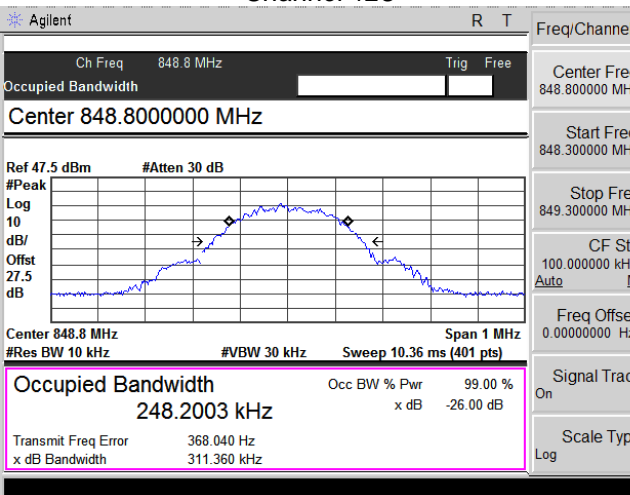 Agilent R T
Ch Freq 848.8 MHz Trig Free
Occupied Bandwidth
Center 848.8000000 MHz
Ref 47.5 dBm #Atten 30 dB
#Peak
Log
10
dB/
Offst
27.5
dB
Center 848.8 MHz Span 1 MHz
#Res BW 10 kHz #VBW 30 kHz Sweep 10.36 ms (401 pts)
Occupied Bandwidth Occ BW % Pwr 99.00 %
248.2003 kHz x dB -26.00 dB
Transmit Freq Error 368.040 Hz
x dB Bandwidth 311.360 kHz
Freq/Channe
Center Fre
848.800000 MH
Start Fre
848.300000 MH
Stop Fre
849.300000 MH
CF St
100.000000 kH
Auto
Freq Offse
0.00000000 Hz
Signal Trac
On
Scale Typ
Log